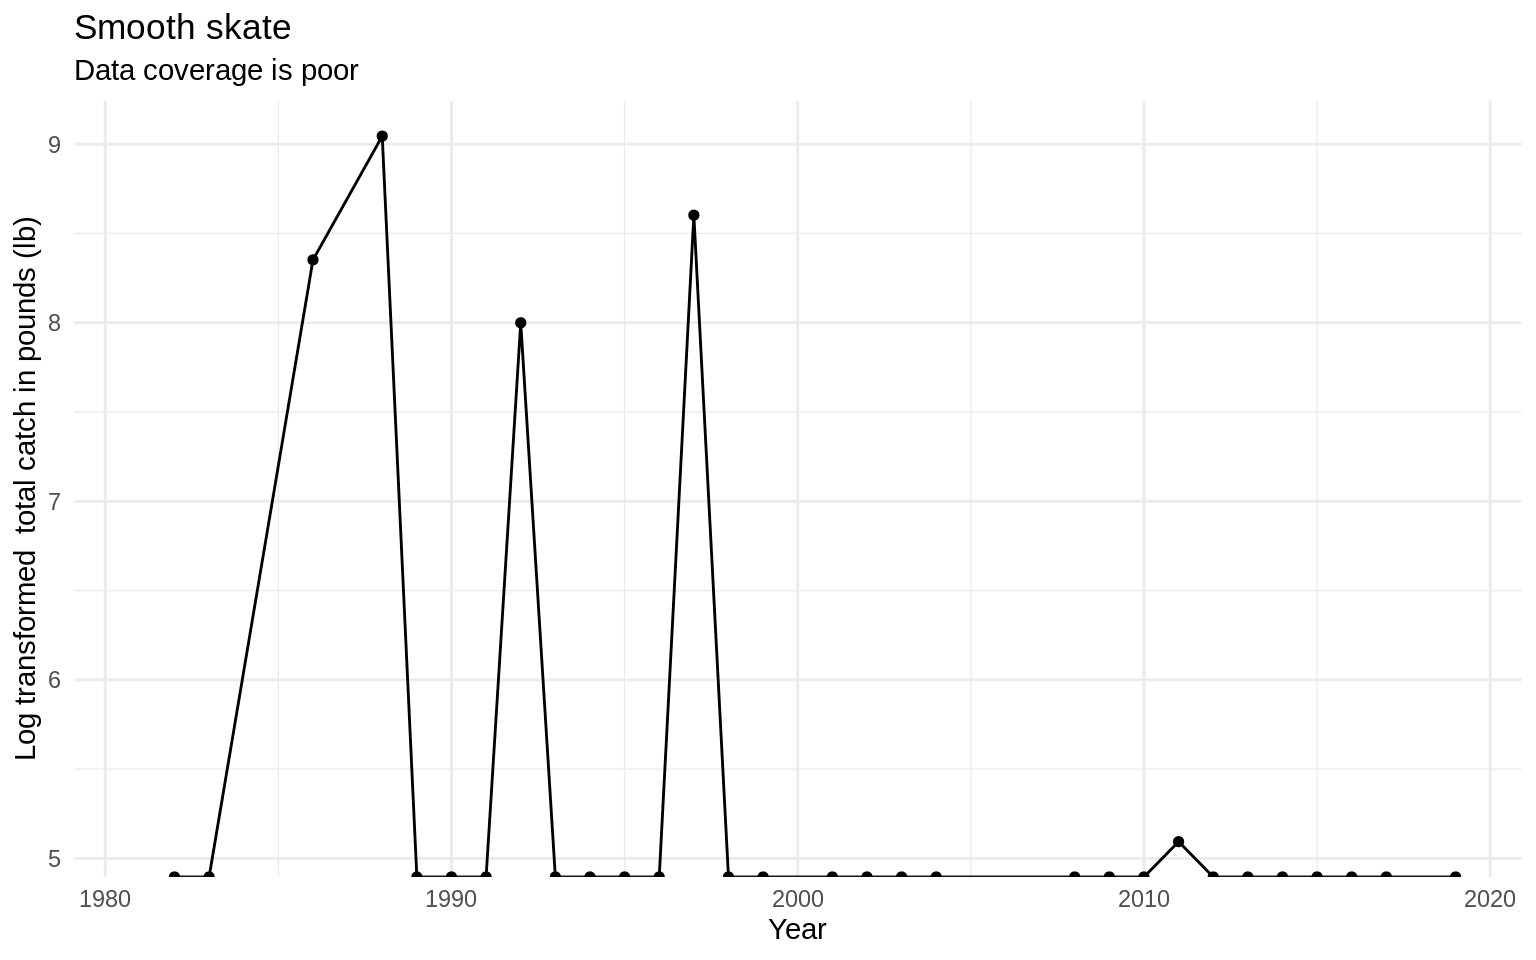 Smooth skate
Data coverage is poor
Log transformed  total catch in pounds (lb)
9
8
7
6
5
1980
1990
2000
2010
2020
Year